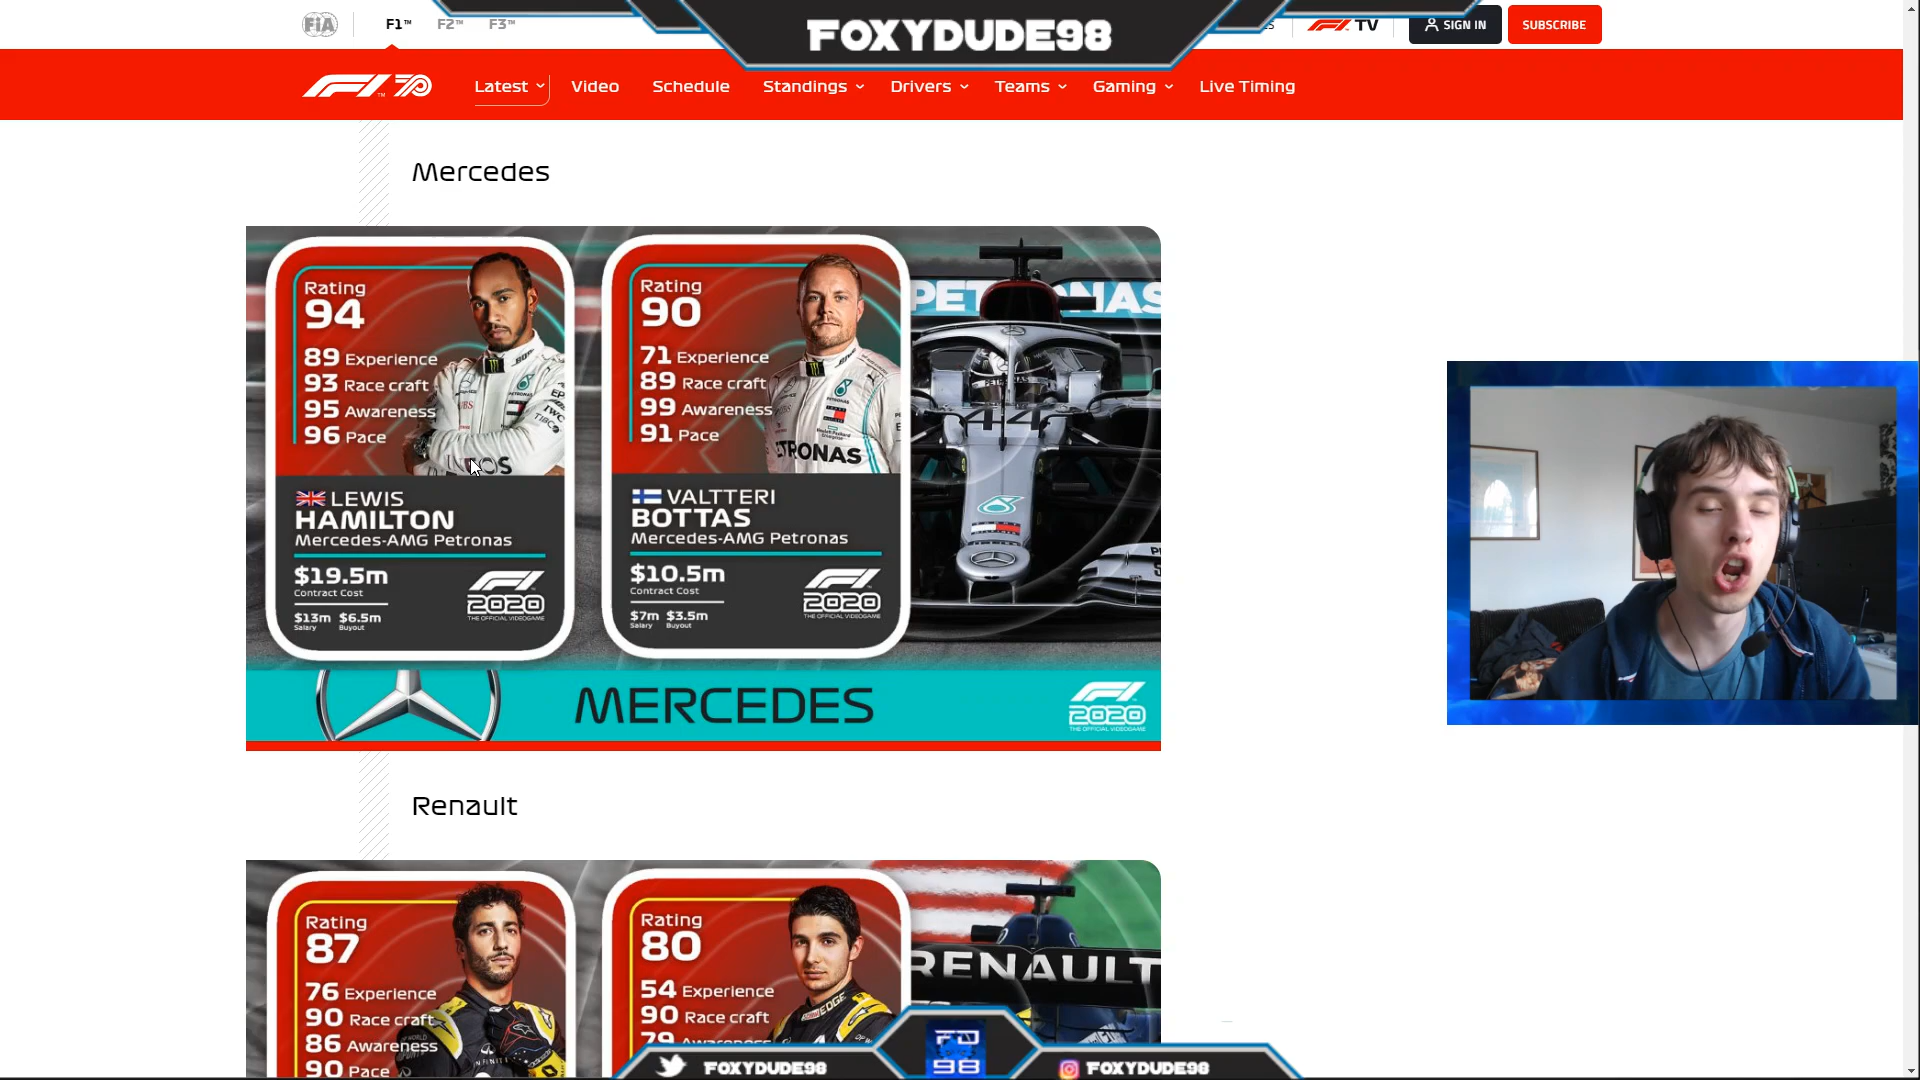 FIA
F1™
F2™
F3™
FOXYDUDE98
F1 TV
SIGN IN
SUBSCRIBE
F1 70
Latest
Video
Schedule
Standings
Drivers
Teams
Gaming
Live Timing
Mercedes
Rating
94
89 Experience
93 Race craft
95 Awareness
96 Pace
LEWIS
HAMILTON
Mercedes-AMG Petronas
$19.5m
Contract Cost
$13m $6.5m
Salary Buyout
F1
2020
THE OFFICIAL VIDEOGAME
Rating
90
71 Experience
89 Race craft
99 Awareness
91 Pace
VALTTERI
BOTTAS
Mercedes-AMG Petronas
$10.5m
Contract Cost
$7m $3.5m
Salary Buyout
F1
2020
THE OFFICIAL VIDEOGAME
PETRONAS
44
MERCEDES
F1
2020
THE OFFICIAL VIDEOGAME
Renault
Rating
87
76 Experience
90 Race craft
86 Awareness
90 Pace
Rating
80
54 Experience
90 Race craft
79 Awareness
RENAULT
FOXYDUDE98
FD
98
FOXYDUDE98